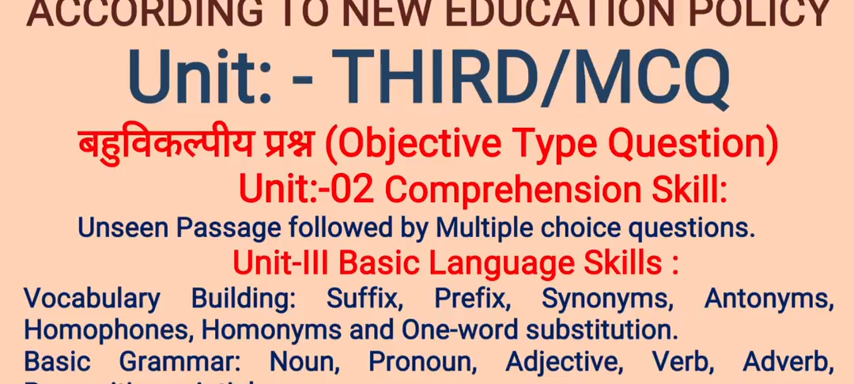 ACCORDING TO NEW EDUCATION POLICY
Unit: - THIRD/MCQ
बहुविकल्पीय प्रश्न (Objective Type Question)
Unit:-02 Comprehension Skill:
Unseen Passage followed by Multiple choice questions.
Unit-III Basic Language Skills :
Vocabulary Building: Suffix, Prefix, Synonyms, Antonyms,
Homophones, Homonyms and One-word substitution.
Basic Grammar: Noun, Pronoun, Adjective, Verb, Adverb,